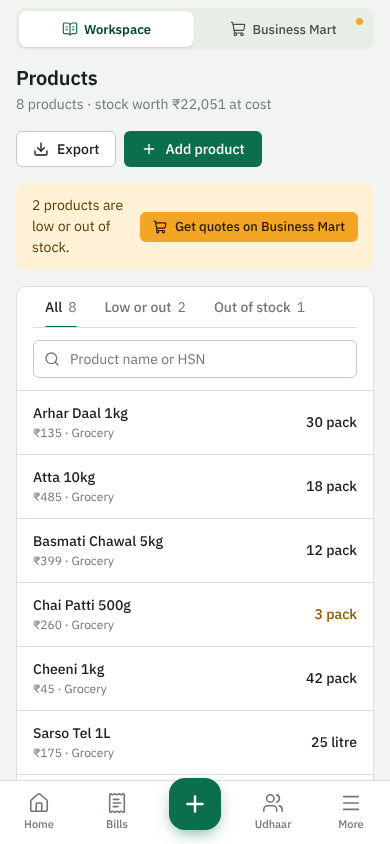 Workspace
Business Mart
Products
8 products · stock worth ₹22,051 at cost
Export
Add product
2 products are
low or out of
stock.
Get quotes on Business Mart
All 8
Low or out 2
Out of stock 1
Product name or HSN
Arhar Daal 1kg
₹135 · Grocery
30 pack
Atta 10kg
₹485 · Grocery
18 pack
Basmati Chawal 5kg
₹399 · Grocery
12 pack
Chai Patti 500g
₹260 · Grocery
3 pack
Cheeni 1kg
₹45 · Grocery
42 pack
Sarso Tel 1L
₹175 · Grocery
25 litre
Home
Bills
Udhaar
More